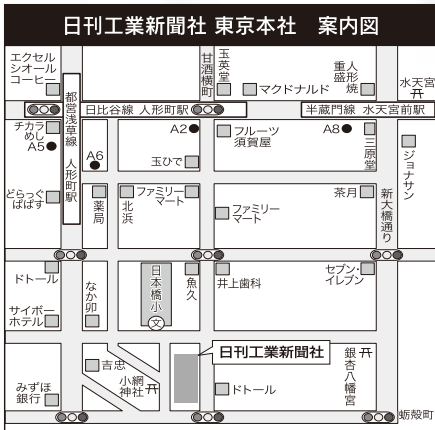 日刊工業新聞社 東京本社　案内図
エクセル
シオール
コーヒー
甘酒横町
玉英堂
マクドナルド
重人
盛形
焼
水天宮
都営浅草線 人形町駅
日比谷線 人形町駅
半蔵門線 水天宮前駅
チカラ
めし
A5
A6
A2
フルーツ
須賀屋
A8
三原堂
ジョナサン
玉ひで
どらっぐ
ぱぱす
薬局
北浜
ファミリー
マート
ファミリー
マート
茶月
新大橋通り
ドトール
なか卯
日本橋小
文
魚久
井上歯科
セブン-
イレブン
サイボー
ホテル
日刊工業新聞社
吉忠
小網
神社
銀杏八幡宮
みずほ
銀行
ドトール
蛎殻町